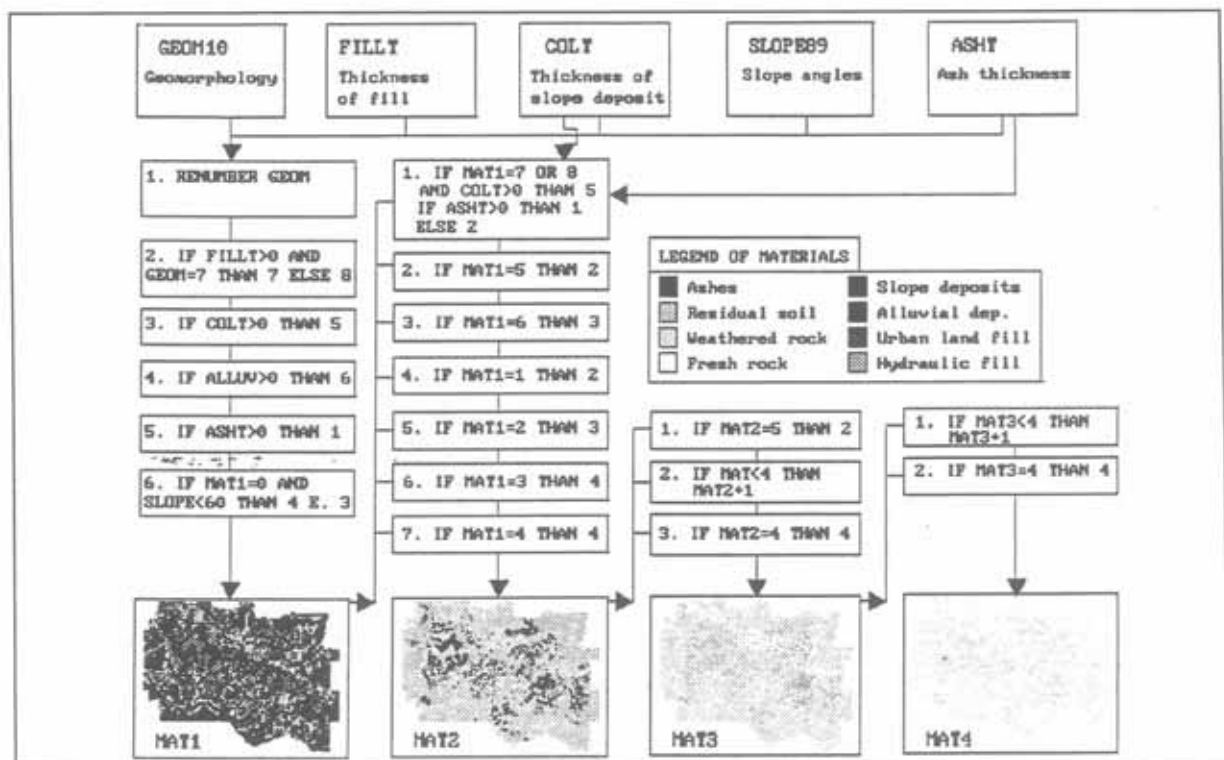 GEOM10
Geomorphology
FILLT
Thickness
of fill
COLT
Thickness of
slope deposit
SLOPE89
Slope angles
ASHT
Ash thickness
1. RENUMBER GEOM
2. IF FILLT>0 AND
GEOM=7 THAN 7 ELSE 8
3. IF COLT>0 THAN 5
4. IF ALLUV>0 THAN 6
5. IF ASHT>0 THAN 1
6. IF MAT1=0 AND
SLOPE<60 THAN 4 E. 3
1. IF MAT1=7 OR 8
AND COLT>0 THAN 5
IF ASHT>0 THAN 1
ELSE 2
2. IF MAT1=5 THAN 2
3. IF MAT1=6 THAN 3
4. IF MAT1=1 THAN 2
5. IF MAT1=2 THAN 3
6. IF MAT1=3 THAN 4
7. IF MAT1=4 THAN 4
LEGEND OF MATERIALS
Ashes
Residual soil
Weathered rock
Fresh rock
Slope deposits
Alluvial dep.
Urban land fill
Hydraulic fill
1. IF MAT2=5 THAN 2
2. IF MAT<4 THAN
MAT2+1
3. IF MAT2=4 THAN 4
1. IF MAT3<4 THAN
MAT3+1
2. IF MAT3=4 THAN 4
MAT1
MAT2
MAT3
MAT4